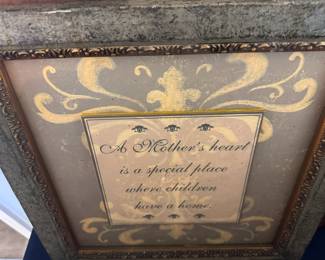 A Mother's heart
is a special place
where children
have a home.